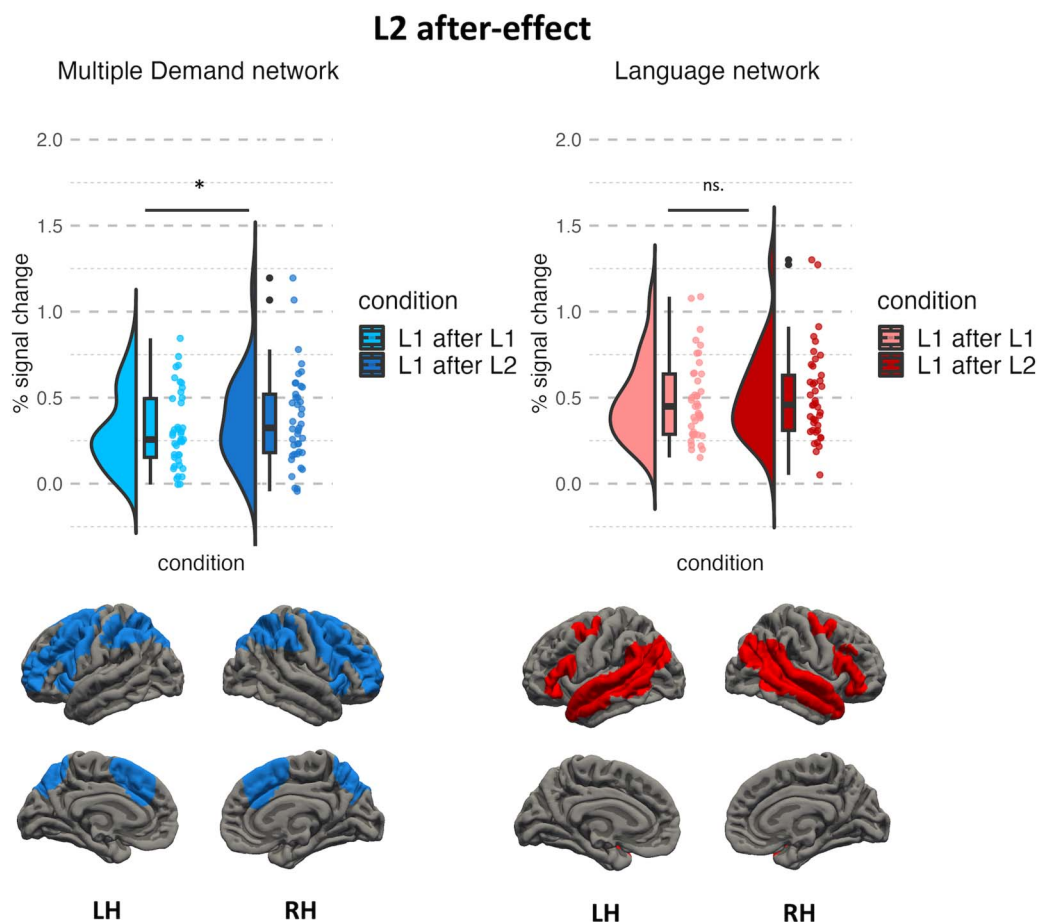 L2 after-effect
Multiple Demand network
% signal change
2.0
1.5
1.0
0.5
0.0
*
condition
condition
L1 after L1
L1 after L2
LH
RH
Language network
% signal change
2.0
1.5
1.0
0.5
0.0
ns.
condition
condition
L1 after L1
L1 after L2
LH
RH